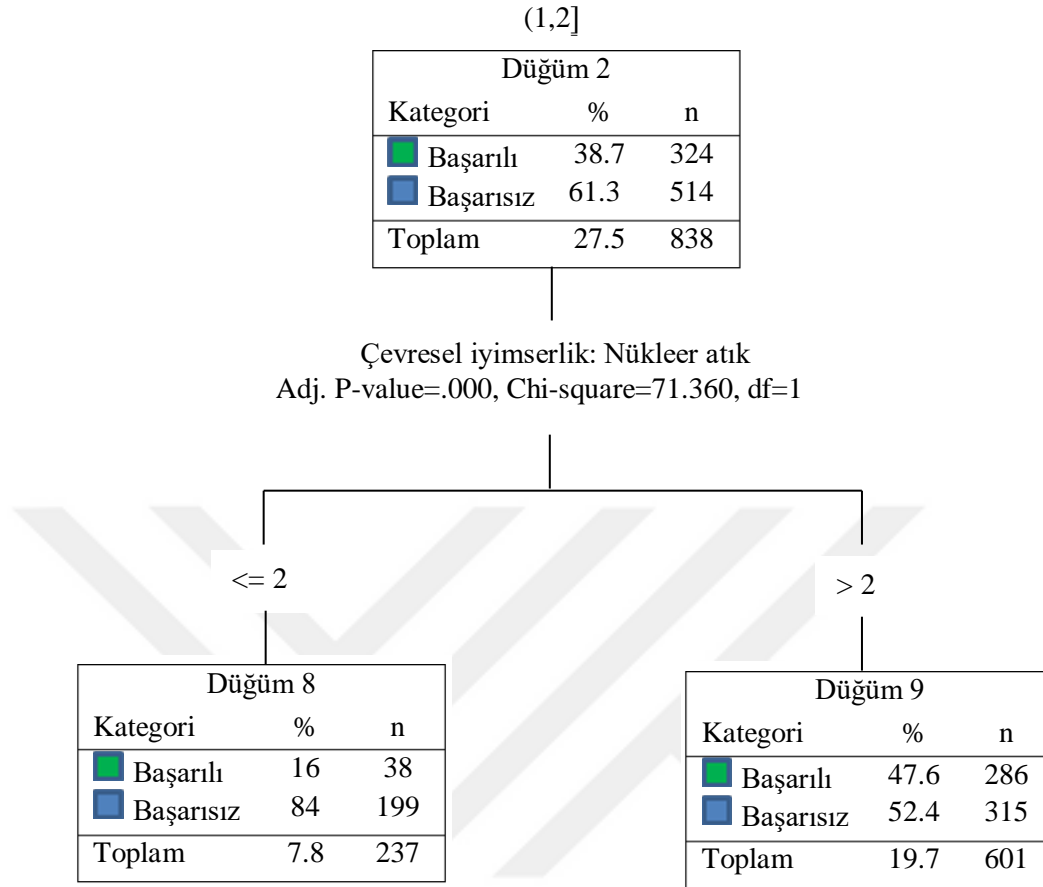 (1,2]
Düğüm 2
Kategori % n
Başarılı 38.7 324
Başarısız 61.3 514
Toplam 27.5 838
Çevresel iyimserlik: Nükleer atık
Adj. P-value=.000, Chi-square=71.360, df=1
<= 2
> 2
Düğüm 8
Kategori % n
Başarılı 16 38
Başarısız 84 199
Toplam 7.8 237
Düğüm 9
Kategori % n
Başarılı 47.6 286
Başarısız 52.4 315
Toplam 19.7 601